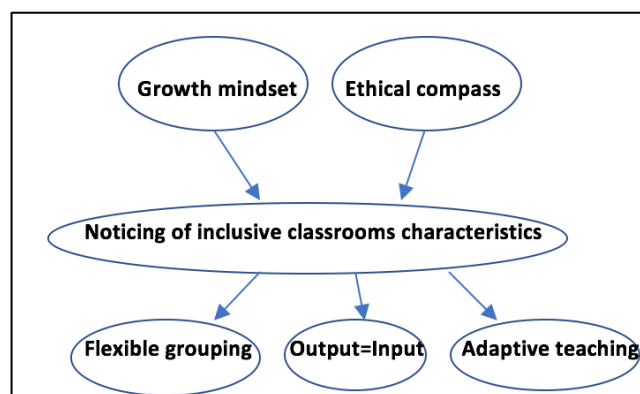 Growth mindset
Ethical compass
Noticing of inclusive classrooms characteristics
Flexible grouping
Output=Input
Adaptive teaching